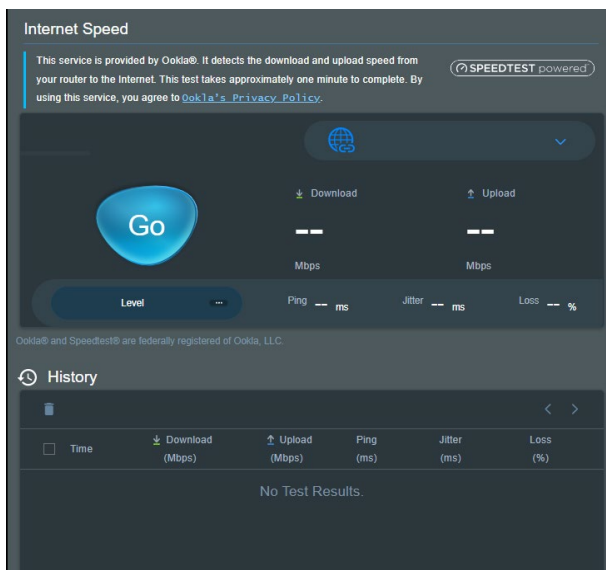 Internet Speed
This service is provided by Ookla®. It detects the download and upload speed from
your router to the Internet. This test takes approximately one minute to complete. By
using this service, you agree to Ookla's Privacy Policy.
SPEEDTEST powered
Download
Upload
Go
--
--
Mbps
Mbps
Level ...
Ping -- ms
Jitter -- ms
Loss -- %
Ookla® and Speedtest® are federally registered of Ookla, LLC.
History
Time
Download (Mbps)
Upload (Mbps)
Ping (ms)
Jitter (ms)
Loss (%)
No Test Results.